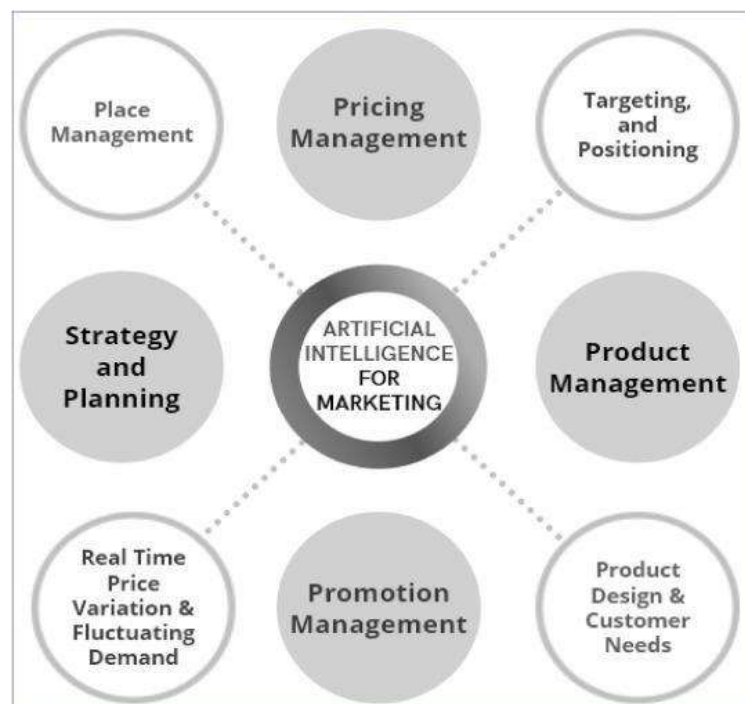 Place
Management
Pricing
Management
Targeting,
and
Positioning
Strategy
and
Planning
ARTIFICIAL
INTELLIGENCE
FOR
MARKETING
Product
Management
Real Time
Price
Variation &
Fluctuating
Demand
Promotion
Management
Product
Design &
Customer
Needs